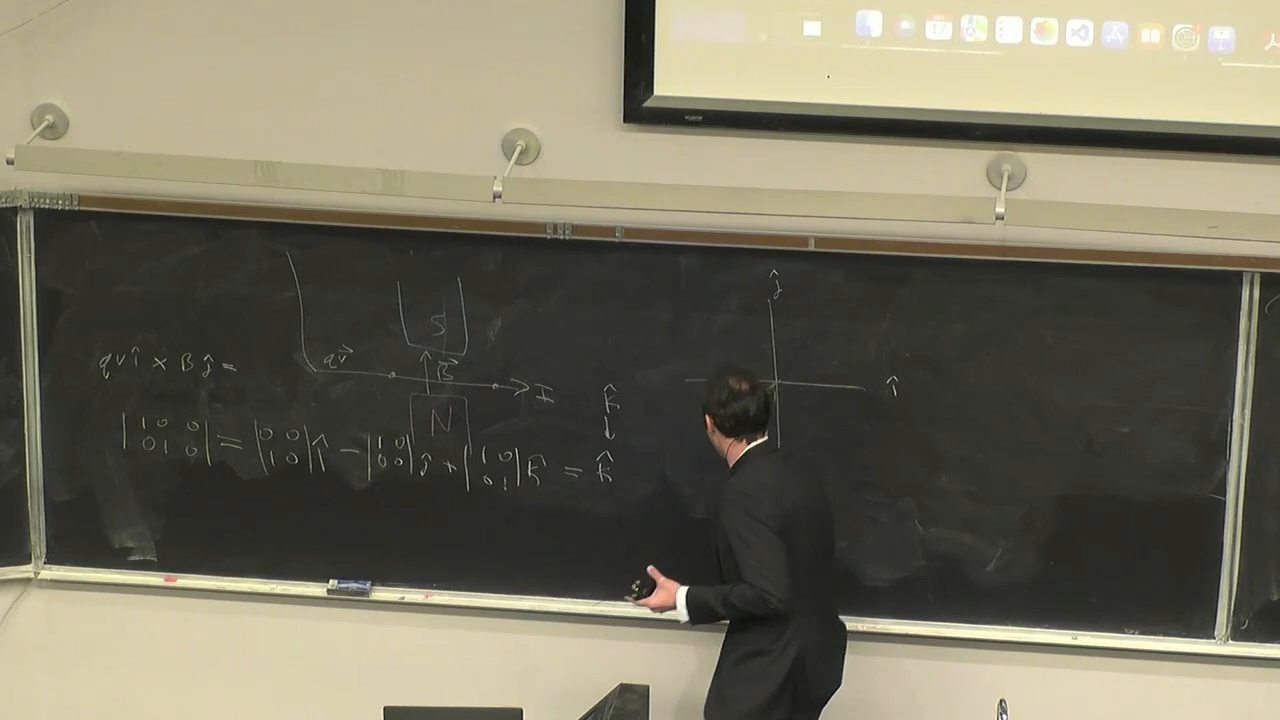 S
qv⃗
B⃗
I
N
qvî × Bĵ =
|1 0 0
0 1 0| = |0 0
1 0| î − |1 0
0 0| ĵ + |1 0
0 1| k̂ = k̂
k̂
ĵ
î
17